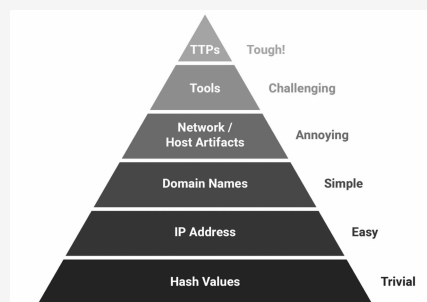 TTPs Tough!
Tools Challenging
Network /
Host Artifacts Annoying
Domain Names Simple
IP Address Easy
Hash Values Trivial